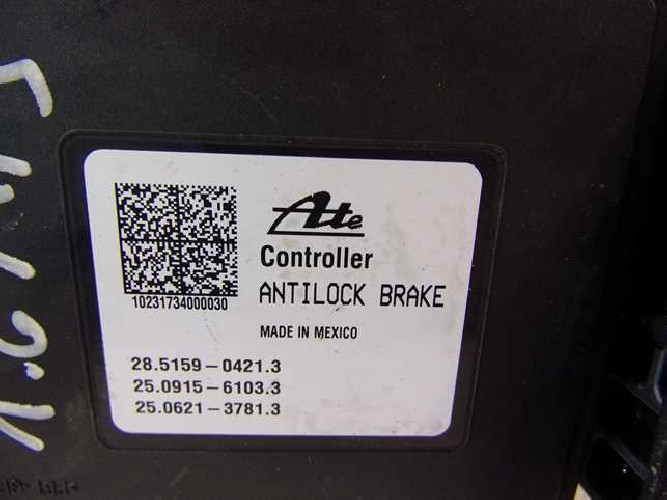 Ate
Controller
ANTILOCK BRAKE
10231734000030
MADE IN MEXICO
28.5159-0421.3
25.0915-6103.3
25.0621-3781.3